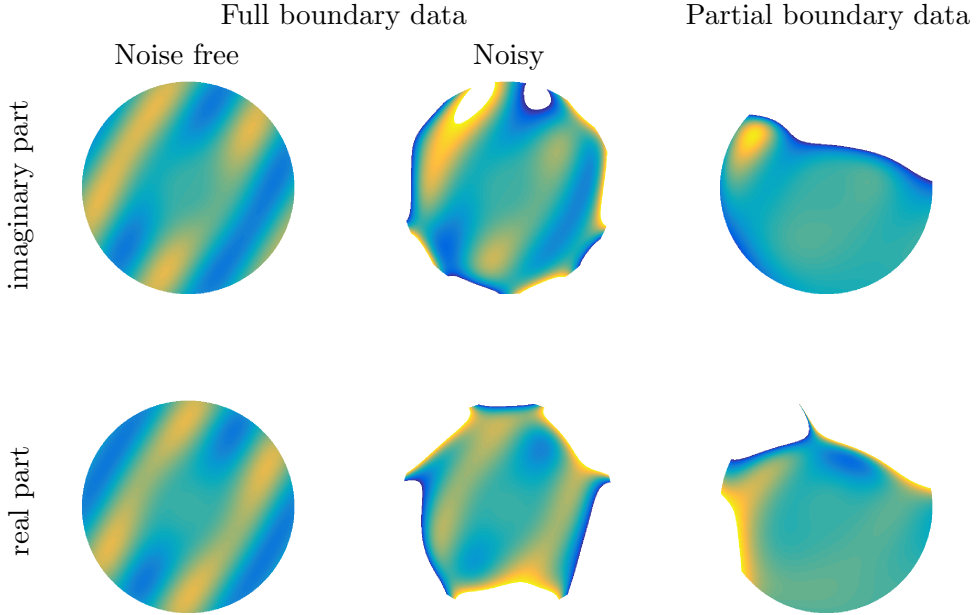 Full boundary data
Partial boundary data
Noise free
Noisy
imaginary part
real part